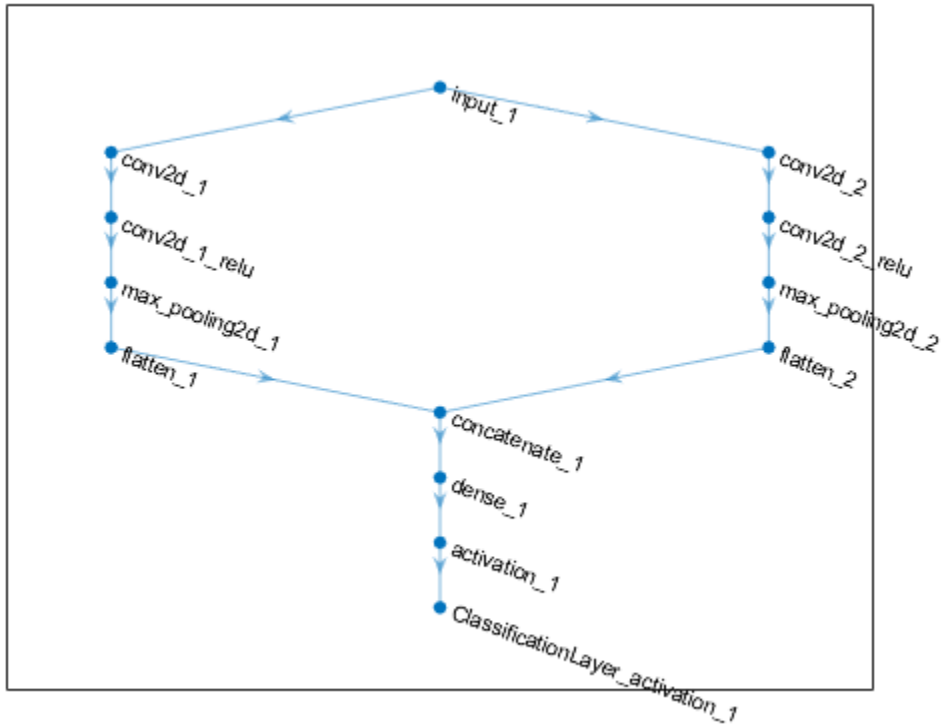 input_1
conv2d_1
conv2d_2
conv2d_1_relu
conv2d_2_relu
max_pooling2d_1
max_pooling2d_2
flatten_1
flatten_2
concatenate_1
dense_1
activation_1
ClassificationLayer_activation_1